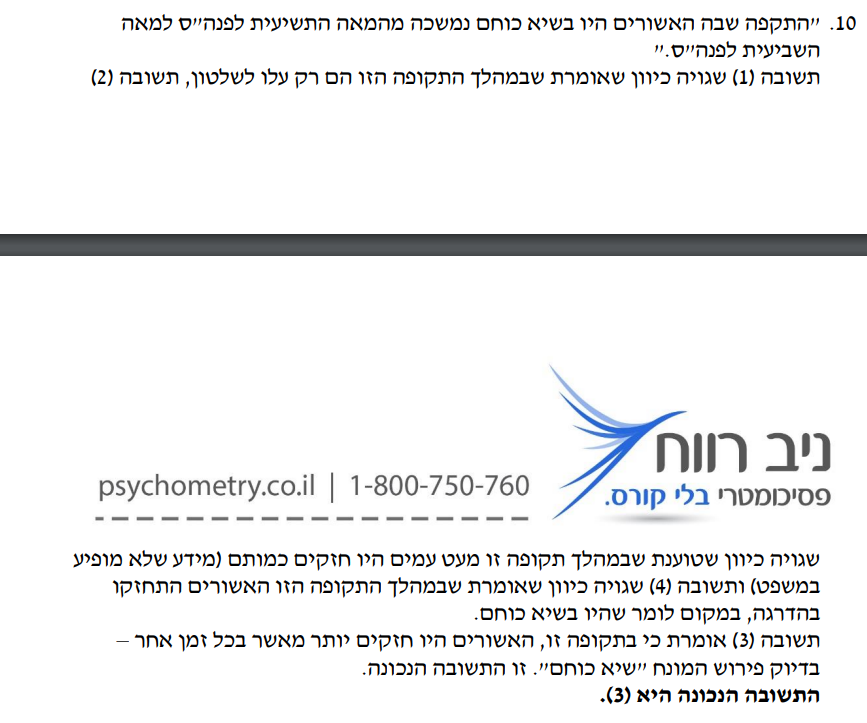 10. "התקפה שבה האשורים היו בשיא כוחם נמשכה מהמאה התשיעית לפנה"ס למאה
השביעית לפנה"ס."
תשובה (1) שגויה כיוון שאומרת שבמהלך התקופה הזו הם רק עלו לשלטון, תשובה (2)
ניב רווח
פסיכומטרי בלי קורס.
psychometry.co.il | 1-800-750-760
שגויה כיוון שטוענת שבמהלך תקופה זו מעט עמים היו חזקים כמותם (מידע שלא מופיע
במשפט) ותשובה (4) שגויה כיוון שאומרת שבמהלך התקופה הזו האשורים התחזקו
בהדרגה, במקום לומר שהיו בשיא כוחם.
תשובה (3) אומרת כי בתקופה זו, האשורים היו חזקים יותר מאשר בכל זמן אחר –
בדיוק פירוש המונח "שיא כוחם". זו התשובה הנכונה.
התשובה הנכונה היא (3).